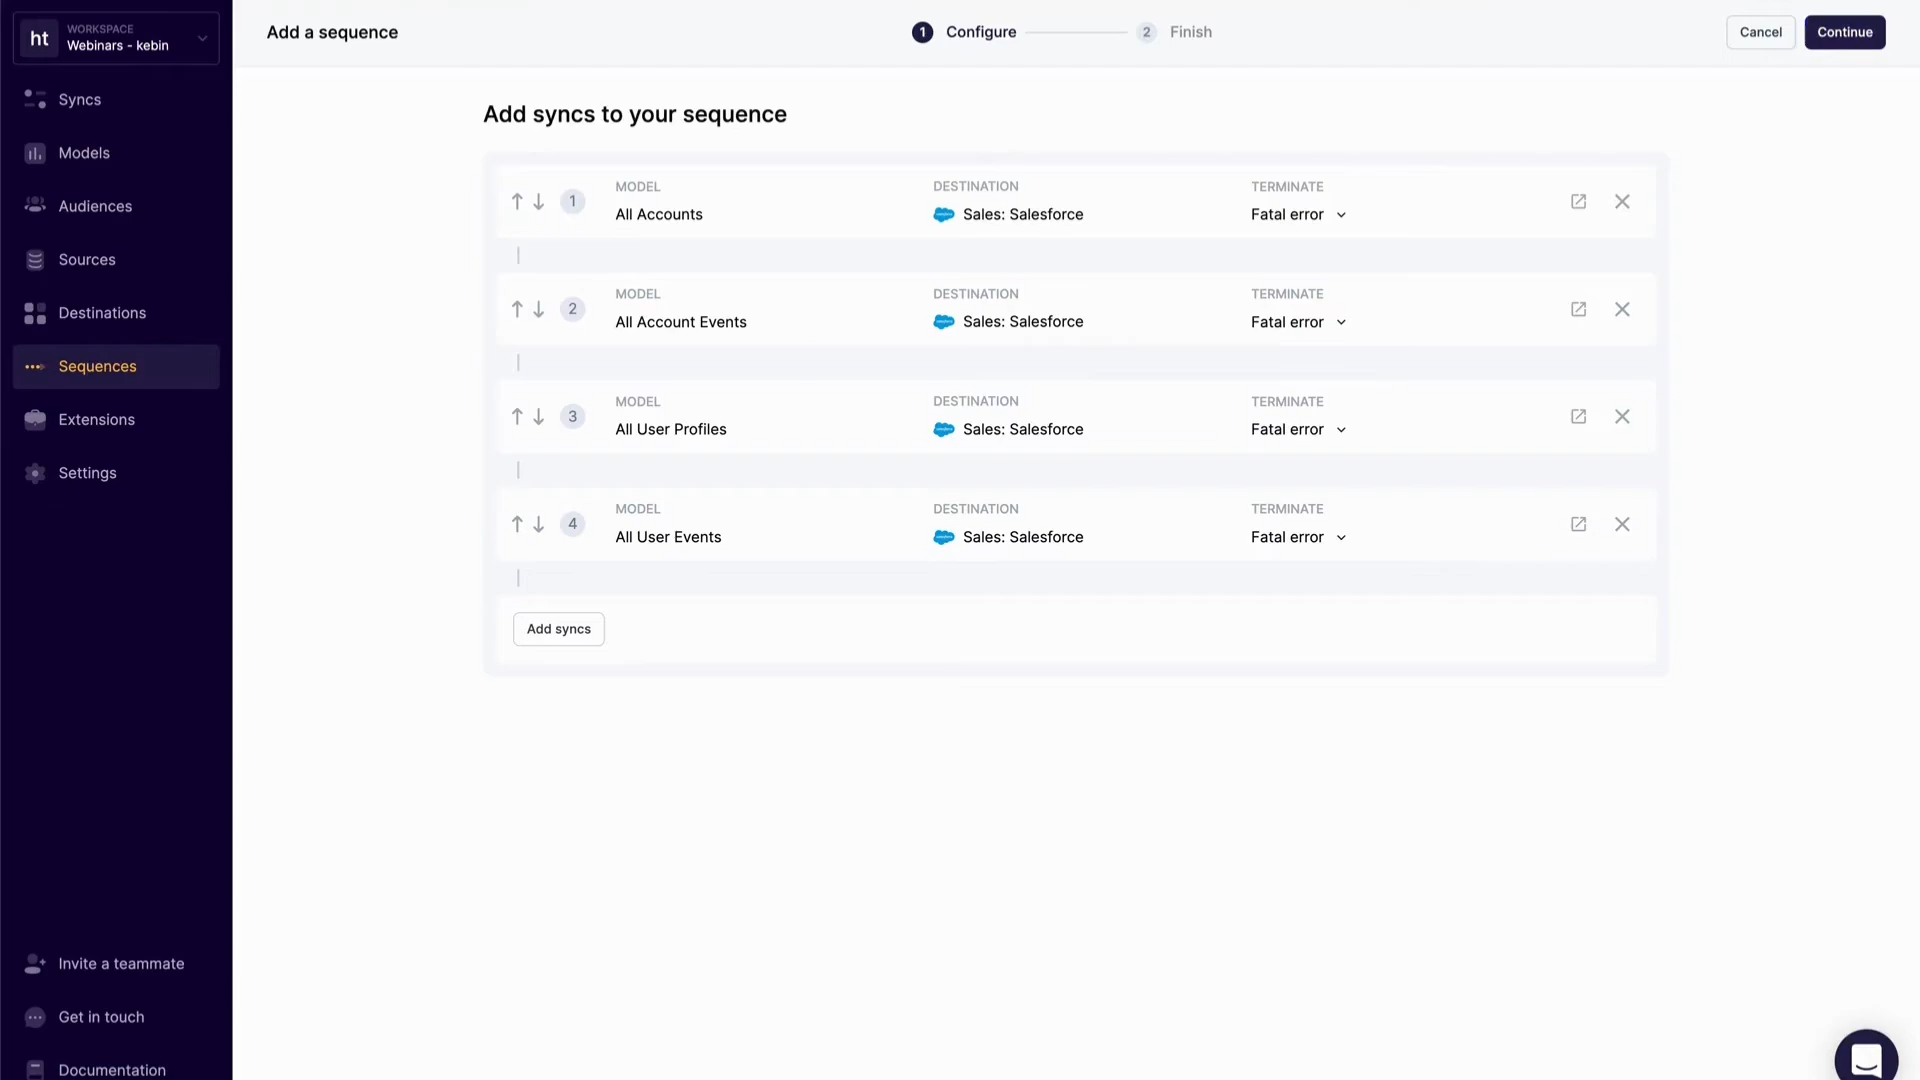 ht
WORKSPACE
Webinars - kebin
Add a sequence
1 Configure
2 Finish
Cancel
Continue
Syncs
Models
Audiences
Sources
Destinations
Sequences
Extensions
Settings
Invite a teammate
Get in touch
Documentation
Add syncs to your sequence
1
MODEL
All Accounts
DESTINATION
Sales: Salesforce
TERMINATE
Fatal error
2
MODEL
All Account Events
DESTINATION
Sales: Salesforce
TERMINATE
Fatal error
3
MODEL
All User Profiles
DESTINATION
Sales: Salesforce
TERMINATE
Fatal error
4
MODEL
All User Events
DESTINATION
Sales: Salesforce
TERMINATE
Fatal error
Add syncs